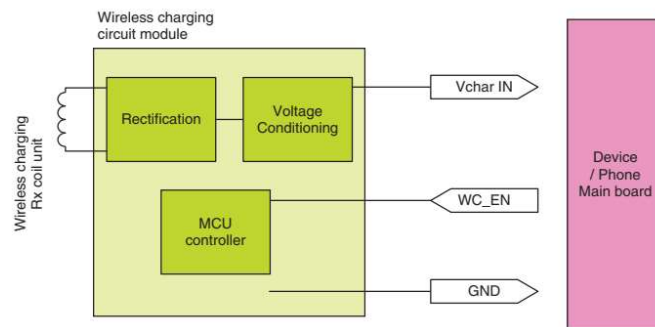 Wireless charging
circuit module
Wireless charging
Rx coil unit
Rectification
Voltage
Conditioning
MCU
controller
Vchar IN
WC_EN
GND
Device
/ Phone
Main board